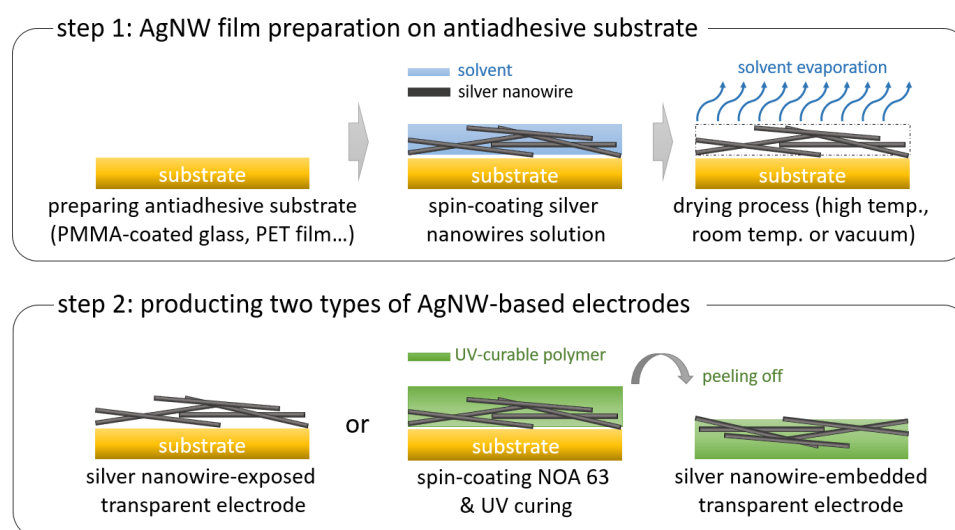 step 1: AgNW film preparation on antiadhesive substrate
solvent
silver nanowire
solvent evaporation
substrate
substrate
substrate
preparing antiadhesive substrate
(PMMA-coated glass, PET film...)
spin-coating silver
nanowires solution
drying process (high temp.,
room temp. or vacuum)
step 2: producting two types of AgNW-based electrodes
UV-curable polymer
peeling off
or
substrate
substrate
silver nanowire-exposed
transparent electrode
spin-coating NOA 63
& UV curing
silver nanowire-embedded
transparent electrode